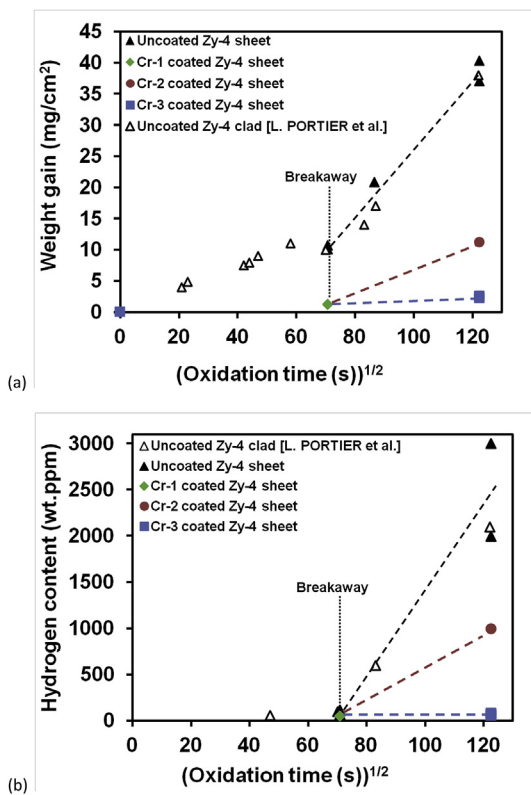 45
40
35
30
25
20
15
10
5
0
Weight gain (mg/cm²)
Uncoated Zy-4 sheet
Cr-1 coated Zy-4 sheet
Cr-2 coated Zy-4 sheet
Cr-3 coated Zy-4 sheet
Uncoated Zy-4 clad [L. PORTIER et al.]
Breakaway
0 20 40 60 80 100 120
(Oxidation time (s))^1/2
(a)
3000
2500
2000
1500
1000
500
0
Hydrogen content (wt.ppm)
Uncoated Zy-4 clad [L. PORTIER et al.]
Uncoated Zy-4 sheet
Cr-1 coated Zy-4 sheet
Cr-2 coated Zy-4 sheet
Cr-3 coated Zy-4 sheet
Breakaway
0 20 40 60 80 100 120
(Oxidation time (s))^1/2
(b)